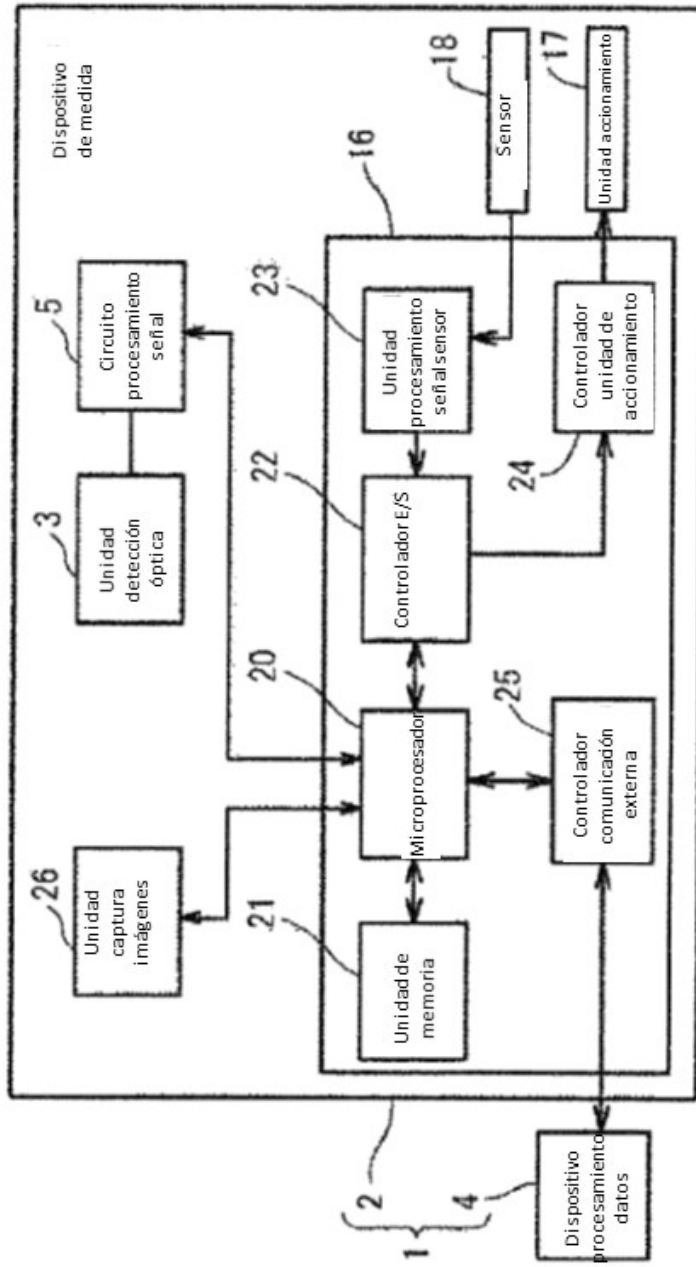 Dispositivo
de medida
26
Unidad
captura
imágenes
3
Unidad
detección
óptica
5
Circuito
procesamiento
señal
16
21
Unidad de
memoria
20
Microprocesador
22
Controlador E/S
23
Unidad
procesamiento
señal sensor
18
Sensor
25
Controlador
comunicación
externa
24
Controlador
unidad de
accionamiento
17
Unidad accionamiento
1
2
4
Dispositivo
procesamiento
datos